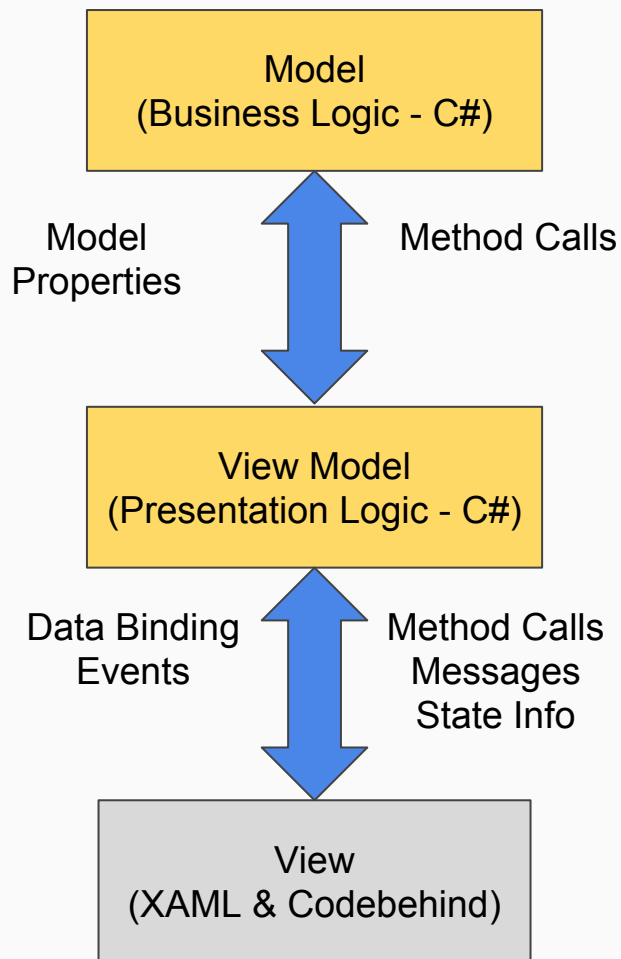 Model
(Business Logic - C#)
Model
Properties
Method Calls
View Model
(Presentation Logic - C#)
Data Binding
Events
Method Calls
Messages
State Info
View
(XAML & Codebehind)